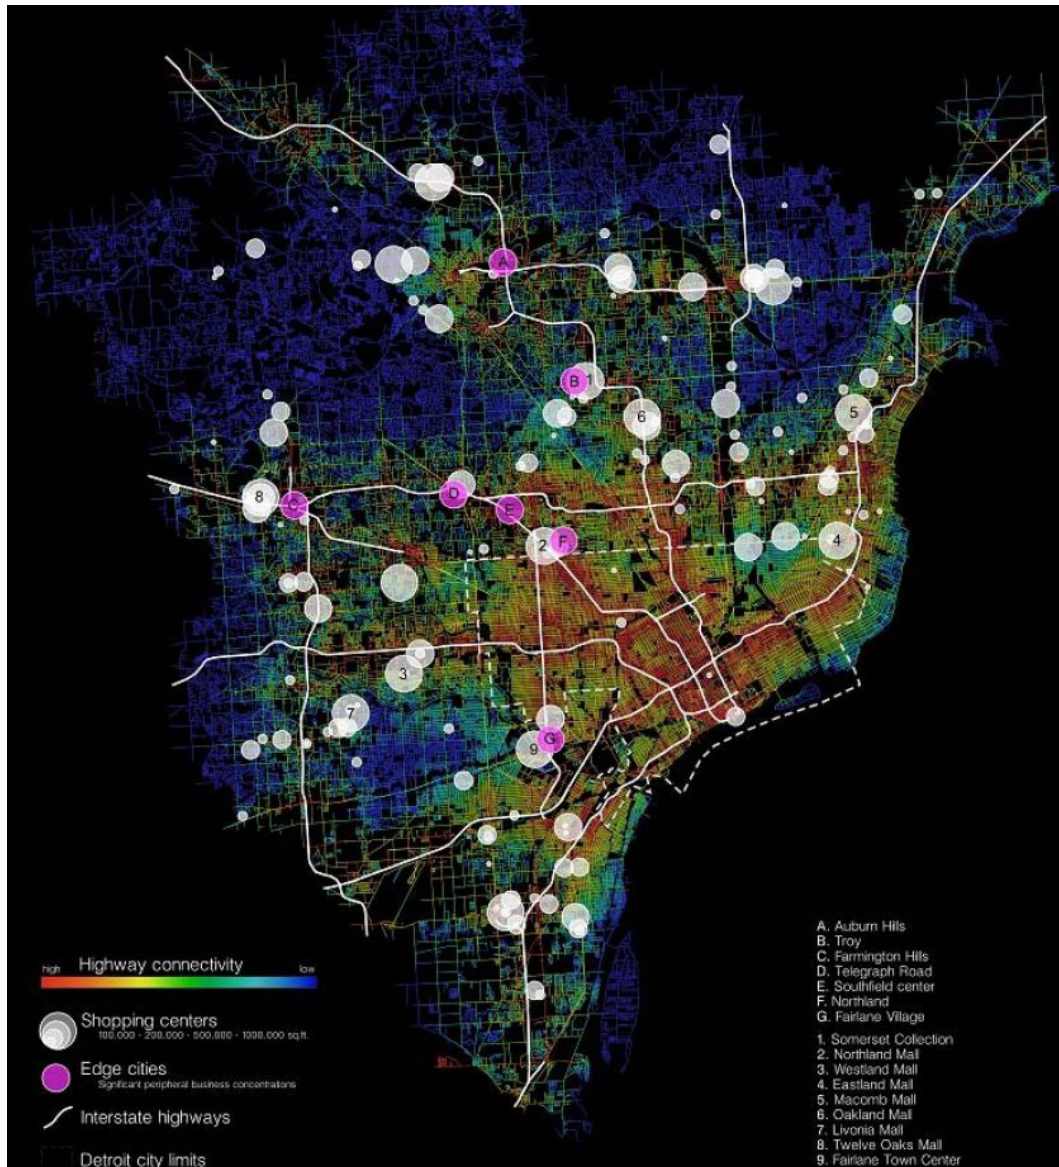 A
B
1
6
5
8
C
D
E
2
F
4
3
7
9
G
Highway connectivity
high
low
Shopping centers
100.000 - 200.000 - 500.000 - 1000.000 sq.ft.
Edge cities
Significant peripheral business concentrations
Interstate highways
Detroit city limits
A. Auburn Hills
B. Troy
C. Farmington Hills
D. Telegraph Road
E. Southfield center
F. Northland
G. Fairlane Village
1. Somerset Collection
2. Northland Mall
3. Westland Mall
4. Eastland Mall
5. Macomb Mall
6. Oakland Mall
7. Livonia Mall
8. Twelve Oaks Mall
9. Fairlane Town Center